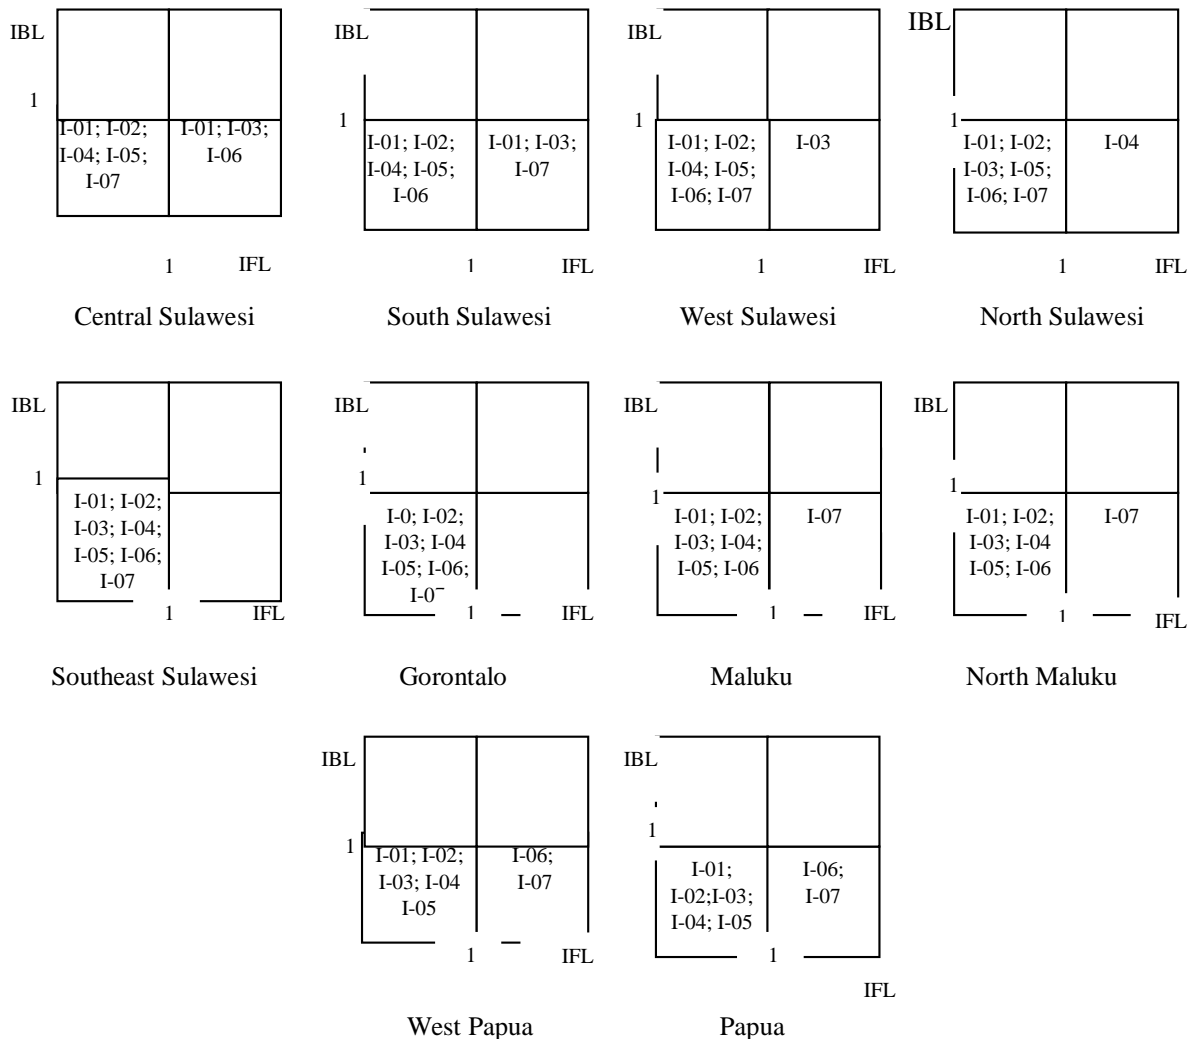 IBL
1
I-01; I-02;
I-04; I-05;
I-07
I-01; I-03;
I-06
1
IFL
Central Sulawesi
IBL
1
I-01; I-02;
I-04; I-05;
I-06
I-01; I-03;
I-07
1
IFL
South Sulawesi
IBL
1
I-01; I-02;
I-04; I-05;
I-06; I-07
I-03
1
IFL
West Sulawesi
IBL
1
I-01; I-02;
I-03; I-05;
I-06; I-07
I-04
1
IFL
North Sulawesi
IBL
1
I-01; I-02;
I-03; I-04;
I-05; I-06;
I-07
1
IFL
Southeast Sulawesi
IBL
1
I-0; I-02;
I-03; I-04
I-05; I-06;
1
IFL
Gorontalo
IBL
1
I-01; I-02;
I-03; I-04;
I-05; I-06
I-07
1
IFL
Maluku
IBL
1
I-01; I-02;
I-03; I-04
I-05; I-06
I-07
1
IFL
North Maluku
IBL
1
I-01; I-02;
I-03; I-04
I-05
I-06;
I-07
1
IFL
West Papua
IBL
1
I-01;
I-02;I-03;
I-04; I-05
I-06;
I-07
1
IFL
Papua